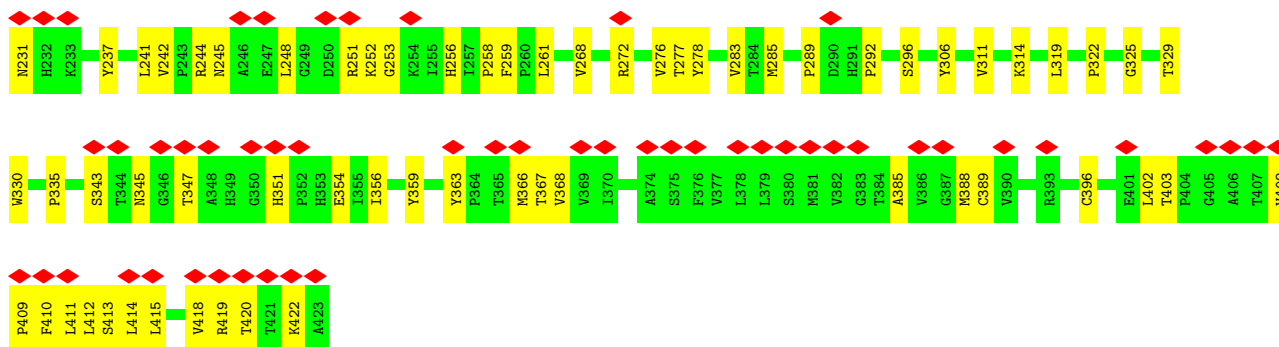 N231 H232 K233 Y237 L241 V242 P243 R244 N245 A246 E247 L248 G249 D250 R251 K252 G253 K254 I255 H256 I257 P258 F259 P260 L261 V268 R272 V276 T277 Y278 V283 T284 M285 P289 D290 H291 P292 S296 Y306 V311 K314 L319 P322 G325 T329
W330 P335 S343 T344 N345 G346 T347 A348 H349 G350 H351 P352 H353 E354 I355 I356 Y359 Y363 P364 T365 M366 T367 V368 V369 I370 A374 S375 F376 V377 L378 L379 S380 M381 V382 G383 T384 A385 V386 G387 M388 C389 V390 R393 C396 E401 L402 T403 P404 G405 A406 T407
P409 F410 L411 L412 S413 L414 L415 V418 R419 T420 T421 K422 A423